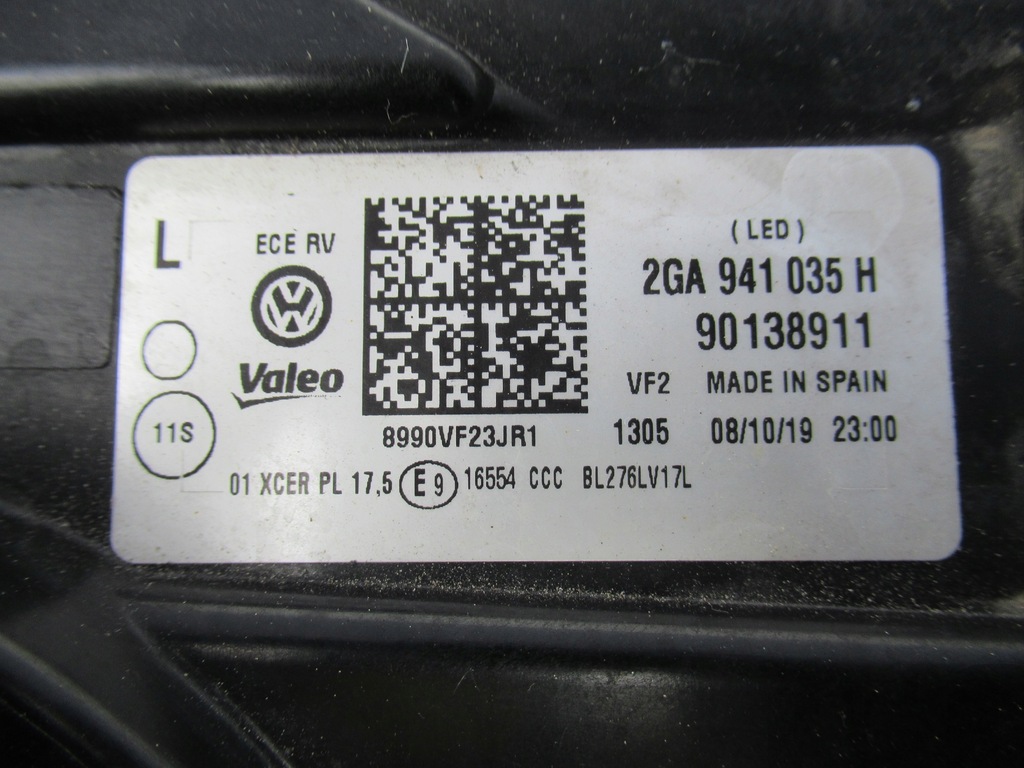 L
ECE RV
(LED)
2GA 941 035 H
90138911
Valeo
VF2 MADE IN SPAIN
11S
8990VF23JR1
1305 08/10/19 23:00
01 XCER PL 17,5 E9 16554 CCC BL276LV17L